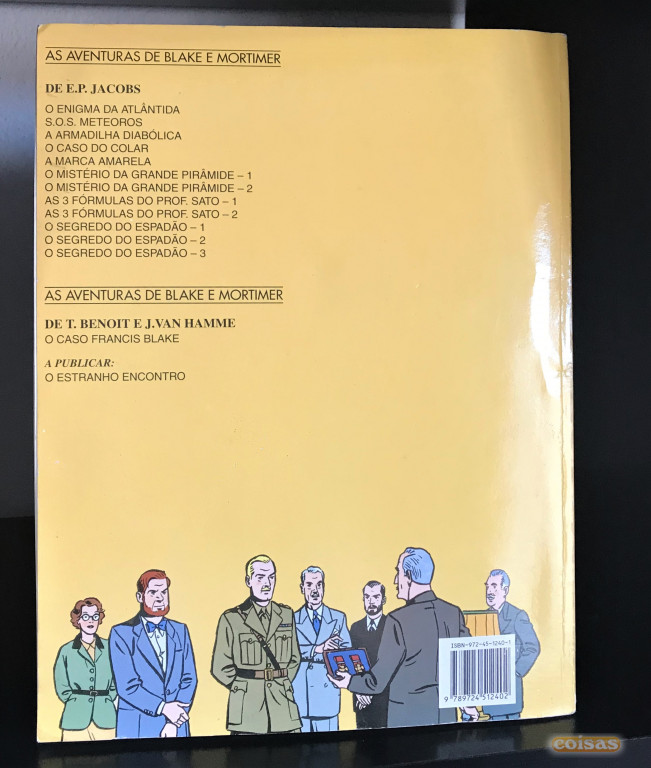 AS AVENTURAS DE BLAKE E MORTIMER
DE E.P. JACOBS
O ENIGMA DA ATLÂNTIDA
S.O.S. METEOROS
A ARMADILHA DIABÓLICA
O CASO DO COLAR
A MARCA AMARELA
O MISTÉRIO DA GRANDE PIRÂMIDE – 1
O MISTÉRIO DA GRANDE PIRÂMIDE – 2
AS 3 FÓRMULAS DO PROF. SATO – 1
AS 3 FÓRMULAS DO PROF. SATO – 2
O SEGREDO DO ESPADÃO – 1
O SEGREDO DO ESPADÃO – 2
O SEGREDO DO ESPADÃO – 3
AS AVENTURAS DE BLAKE E MORTIMER
DE T. BENOIT E J.VAN HAMME
O CASO FRANCIS BLAKE
A PUBLICAR:
O ESTRANHO ENCONTRO
ISBN-972-45-1240-1
9 789724 512402
coisas